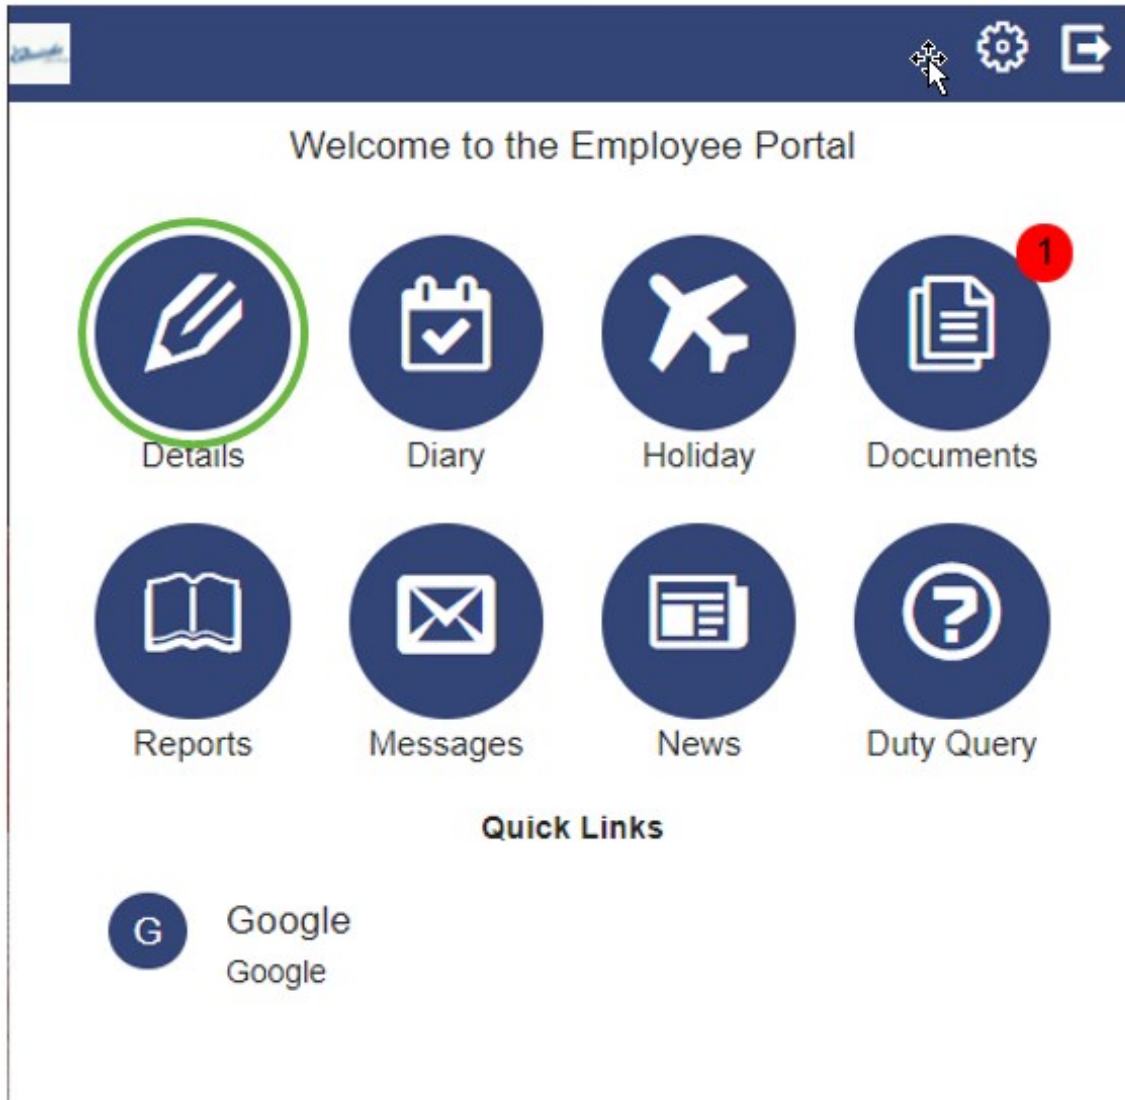 Welcome to the Employee Portal
1
Details Diary Holiday Documents
Reports Messages News Duty Query
Quick Links
G Google
Google